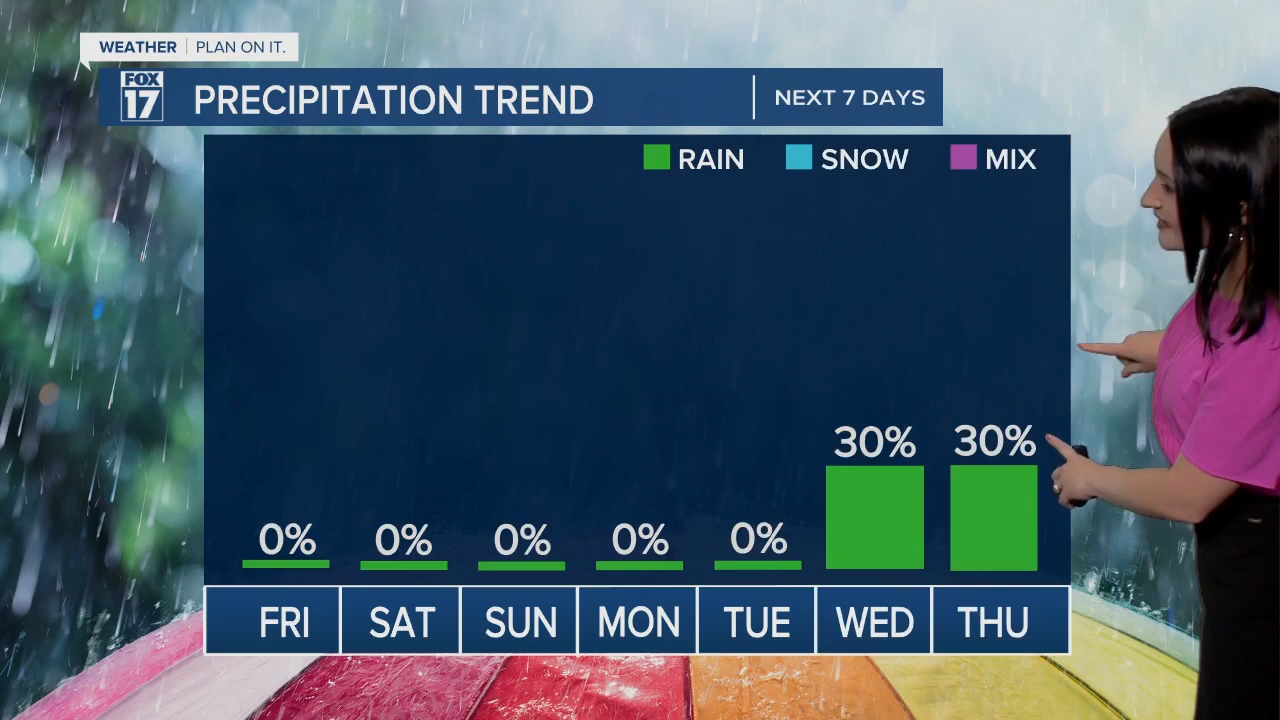 WEATHER | PLAN ON IT.
FOX 17
PRECIPITATION TREND
NEXT 7 DAYS
RAIN SNOW MIX
30% 30%
0% 0% 0% 0% 0%
FRI SAT SUN MON TUE WED THU